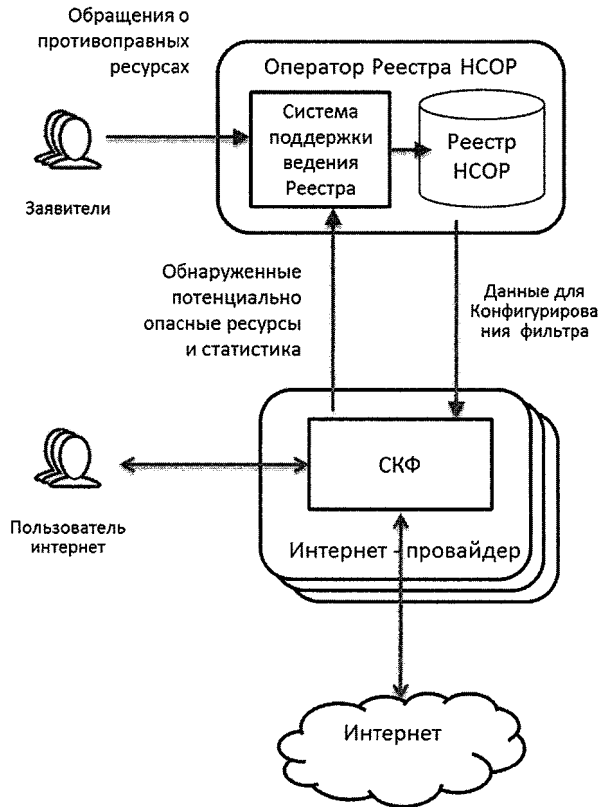 Обращения о
противоправных
ресурсах
Оператор Реестра НСОР
Система
поддержки
ведения
Реестра
Реестр
НСОР
Заявители
Обнаруженные
потенциально
опасные ресурсы
и статистика
Данные для
Конфигурирова
ния фильтра
СКФ
Пользователь
интернет
Интернет - провайдер
Интернет